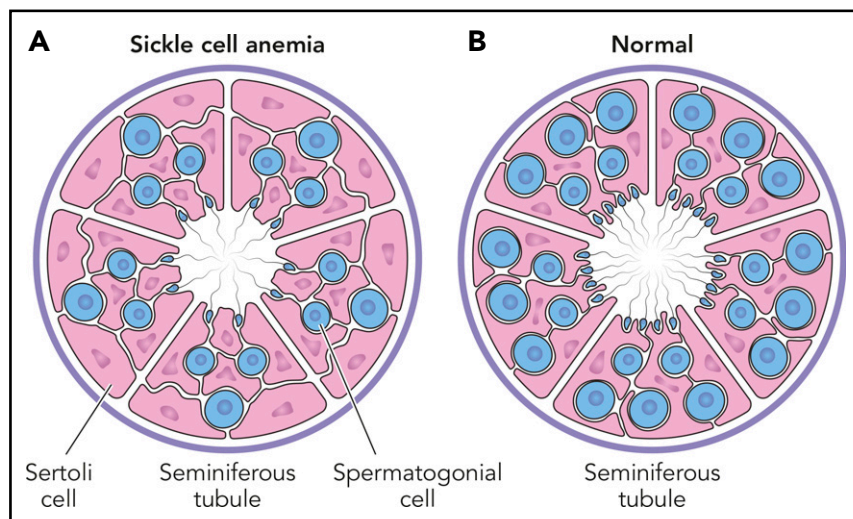 A
Sickle cell anemia
B
Normal
Sertoli
cell
Seminiferous
tubule
Spermatogonial
cell
Seminiferous
tubule